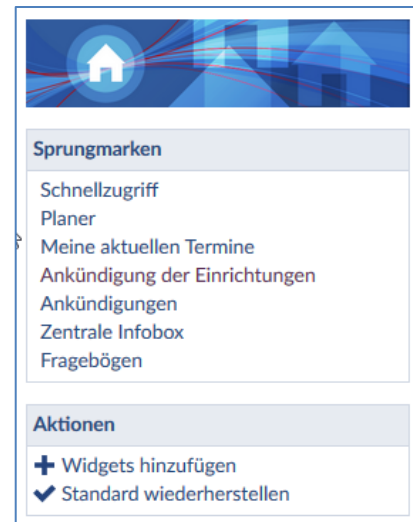 Sprungmarken
Schnellzugriff
Planer
Meine aktuellen Termine
Ankündigung der Einrichtungen
Ankündigungen
Zentrale Infobox
Fragebögen
Aktionen
Widgets hinzufügen
Standard wiederherstellen